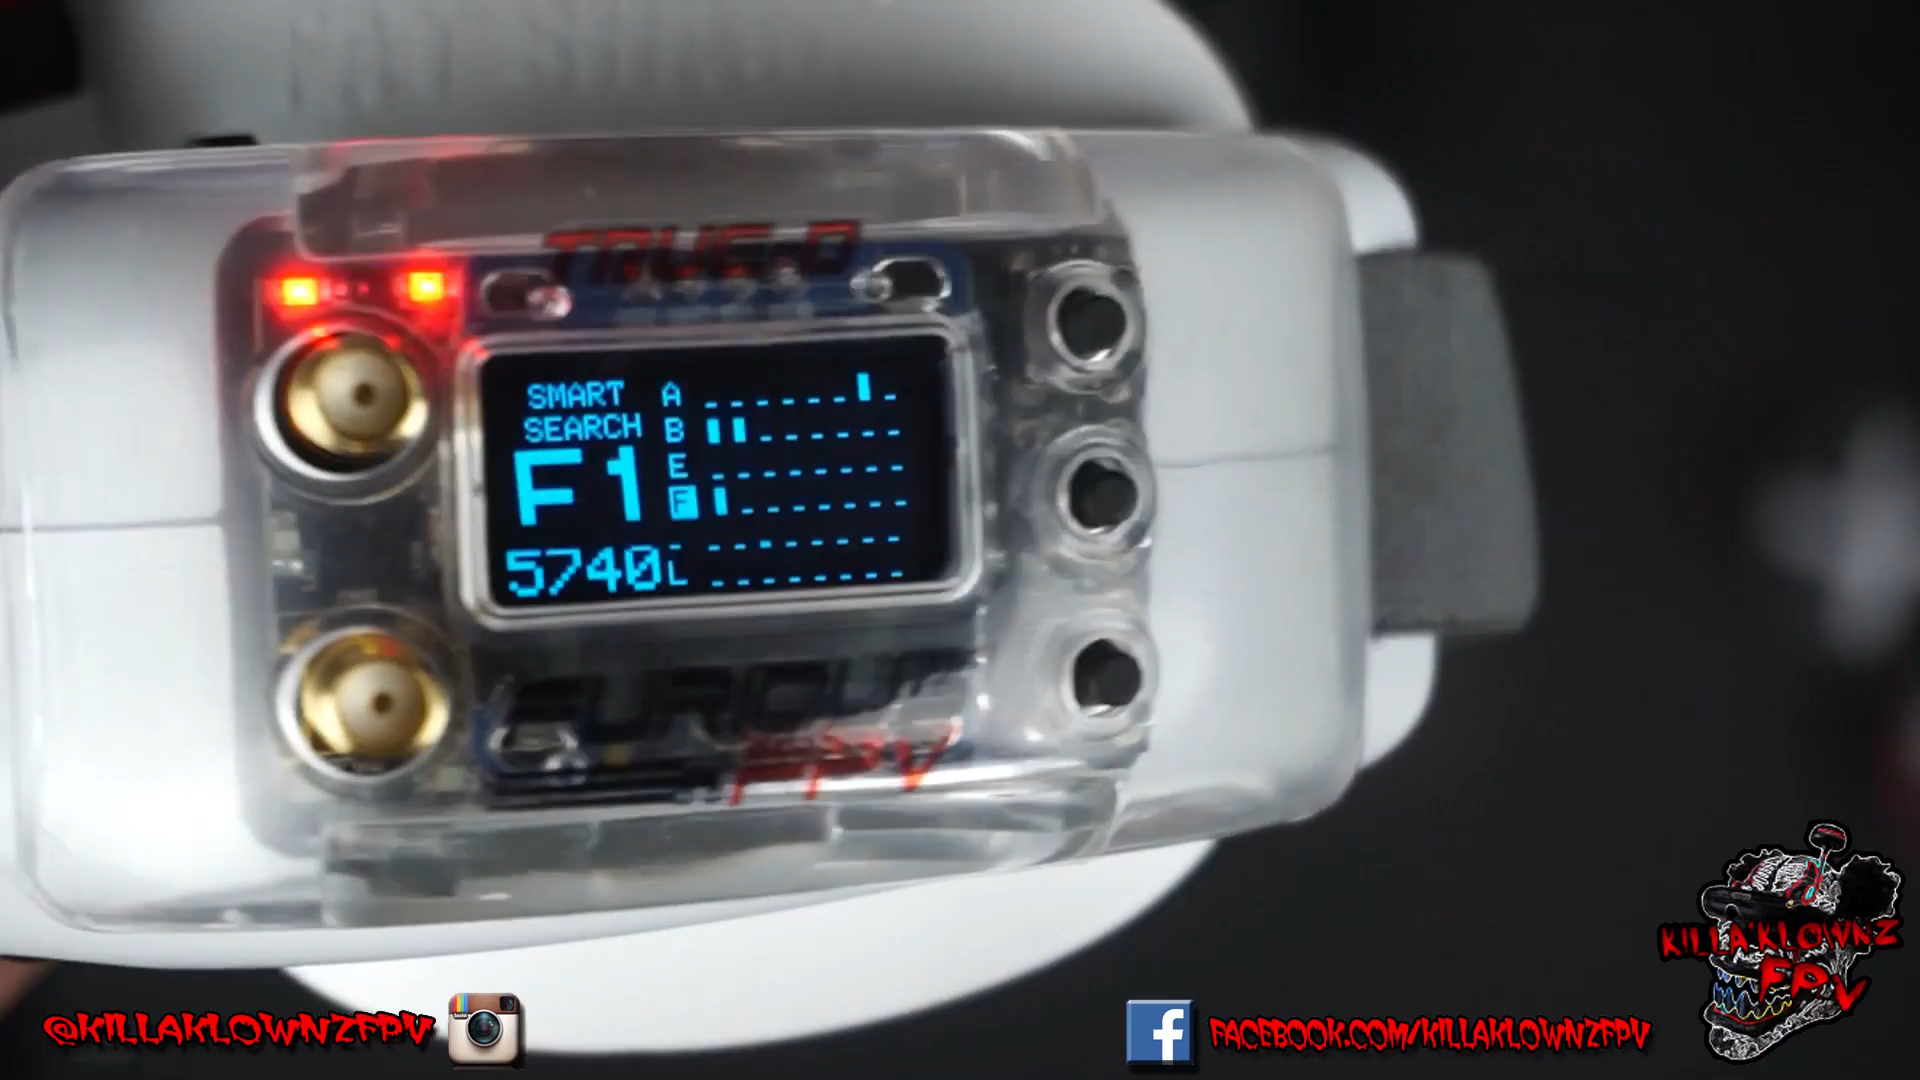 TRUE-D
SMART
SEARCH
F1
5740
A
B
E
F
L
FURIOUS
FPV
KILLA KLOWNZ
FPV
@KILLAKLOWNZFPV
FACEBOOK.COM/KILLAKLOWNZFPV